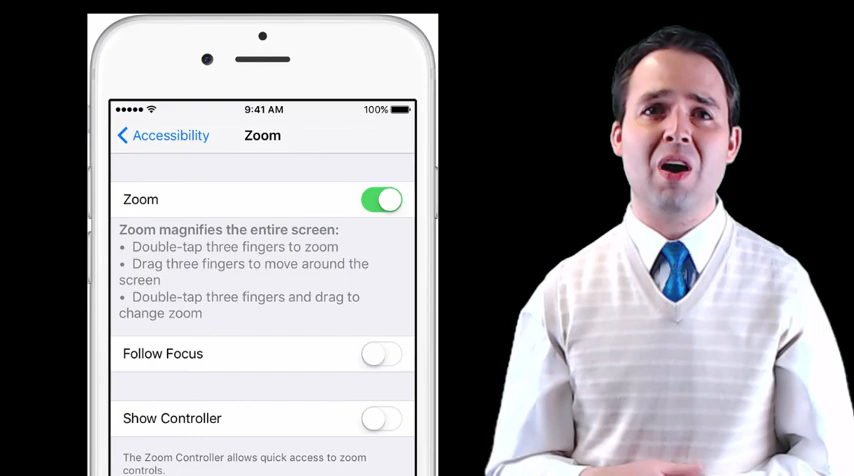 9:41 AM
100%
Accessibility
Zoom
Zoom
Zoom magnifies the entire screen:
• Double-tap three fingers to zoom
• Drag three fingers to move around the
screen
• Double-tap three fingers and drag to
change zoom
Follow Focus
Show Controller
The Zoom Controller allows quick access to zoom
controls.